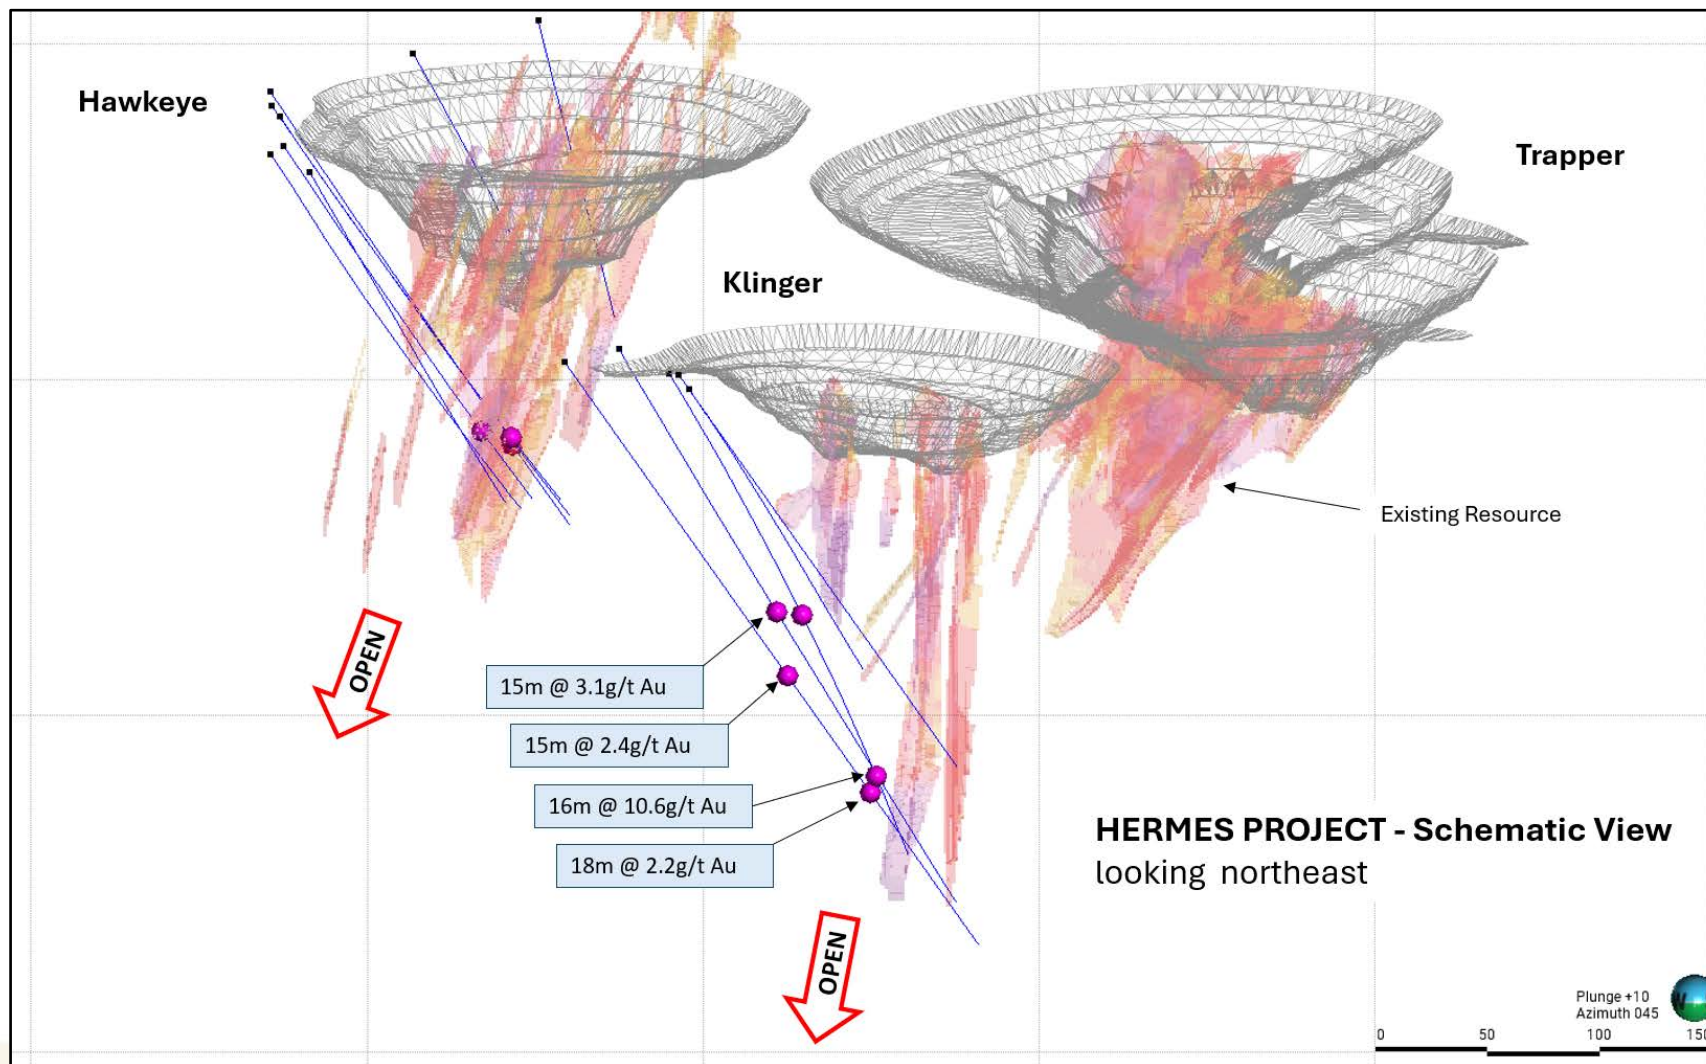 Hawkeye
Trapper
Klinger
Existing Resource
OPEN
15m @ 3.1g/t Au
15m @ 2.4g/t Au
16m @ 10.6g/t Au
18m @ 2.2g/t Au
HERMES PROJECT - Schematic View
looking northeast
OPEN
Plunge +10
Azimuth 045
0 50 100 150